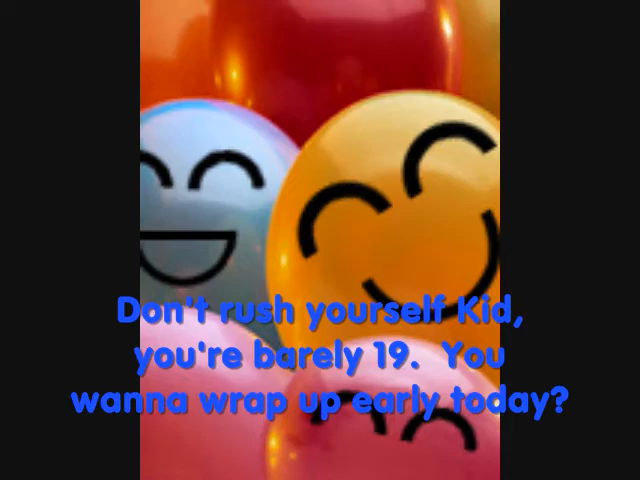 Don't rush yourself Kid,
you're barely 19.  You
wanna wrap up early today?